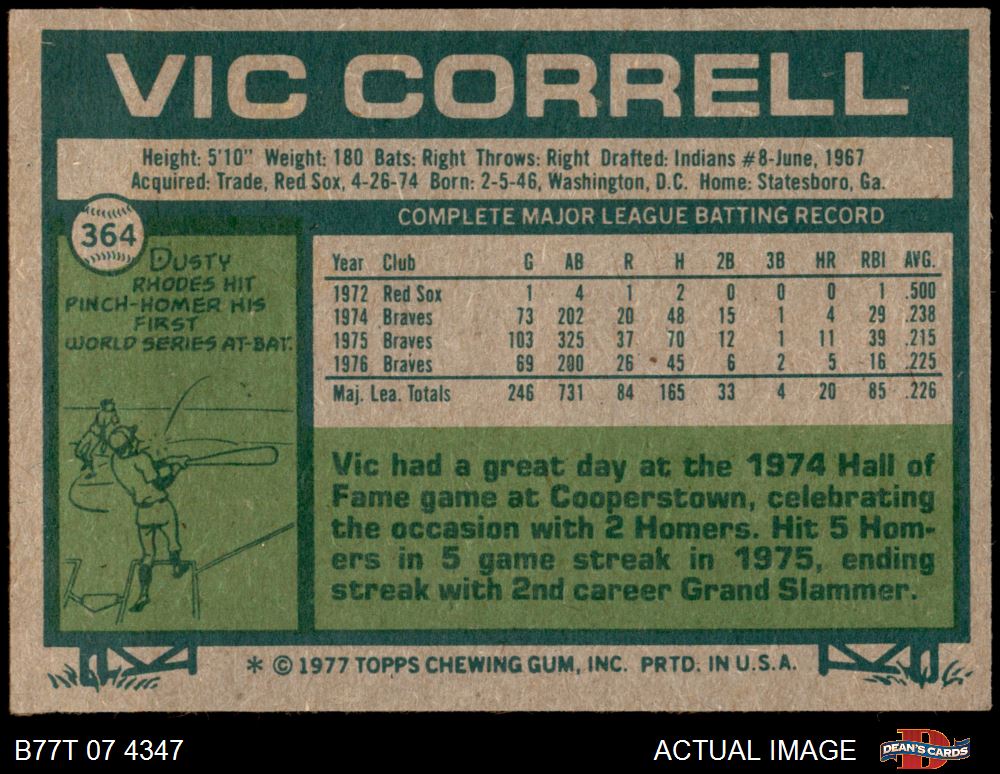 VIC CORRELL
Height: 5'10" Weight: 180 Bats: Right Throws: Right Drafted: Indians #8-June, 1967
Acquired: Trade, Red Sox, 4-26-74 Born: 2-5-46, Washington, D.C. Home: Statesboro, Ga.
364
DUSTY
RHODES HIT
PINCH-HOMER HIS
FIRST
WORLD SERIES AT-BAT.
COMPLETE MAJOR LEAGUE BATTING RECORD
Year Club G AB R H 2B 3B HR RBI AVG.
1972 Red Sox 1 4 1 2 0 0 0 1 .500
1974 Braves 73 202 20 48 15 1 4 29 .238
1975 Braves 103 325 37 70 12 1 11 39 .215
1976 Braves 69 200 26 45 6 2 5 16 .225
Maj. Lea. Totals 246 731 84 165 33 4 20 85 .226
Vic had a great day at the 1974 Hall of
Fame game at Cooperstown, celebrating
the occasion with 2 Homers. Hit 5 Hom-
ers in 5 game streak in 1975, ending
streak with 2nd career Grand Slammer.
* © 1977 TOPPS CHEWING GUM, INC. PRTD. IN U.S.A.
B77T 07 4347 ACTUAL IMAGE DEAN'S CARDS